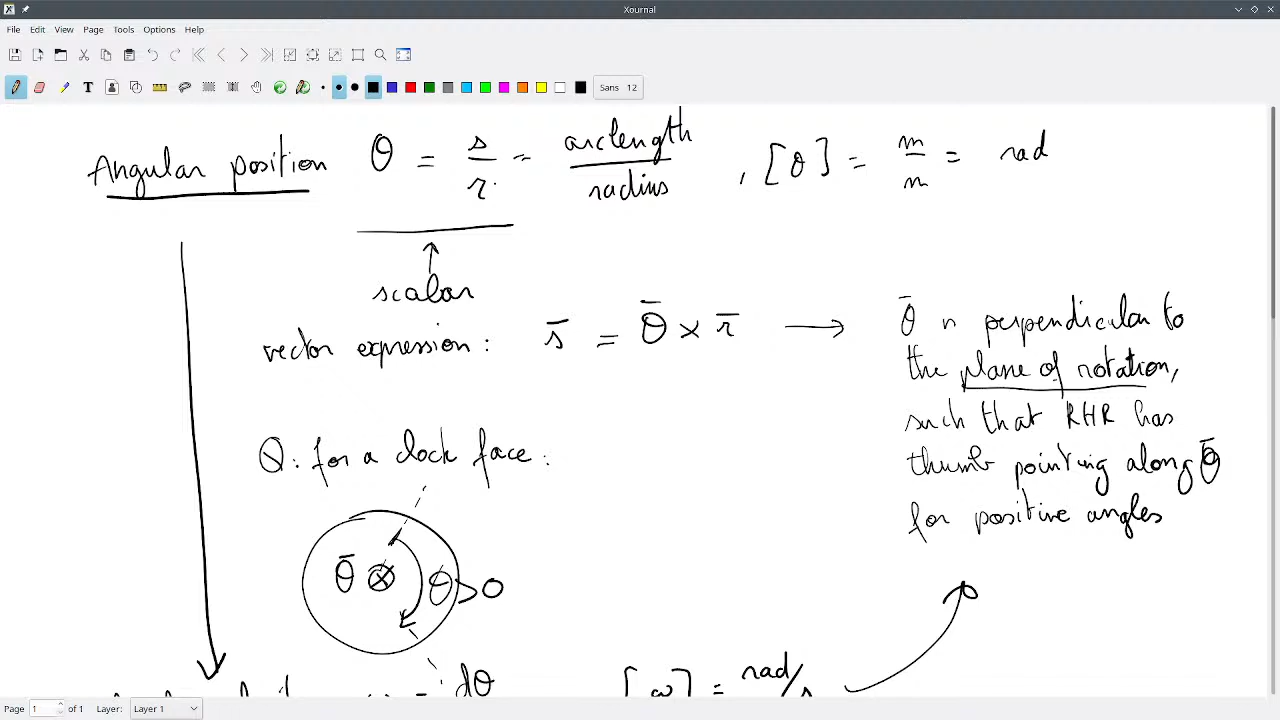 Xournal
File Edit View Page Tools Options Help
Sans 12
Angular position θ = s/r = arclength/radius , [θ] = m/m = rad
scalar
vector expression : s̄ = θ̄ × r̄ → θ̄ is perpendicular to
the plane of rotation,
such that RHR has
thumb pointing along θ̄
for positive angles
Q: for a clock face :
θ̄ ⊗ θ > 0
= dθ [ω] = rad/s
Page 1 of 1 Layer: Layer 1